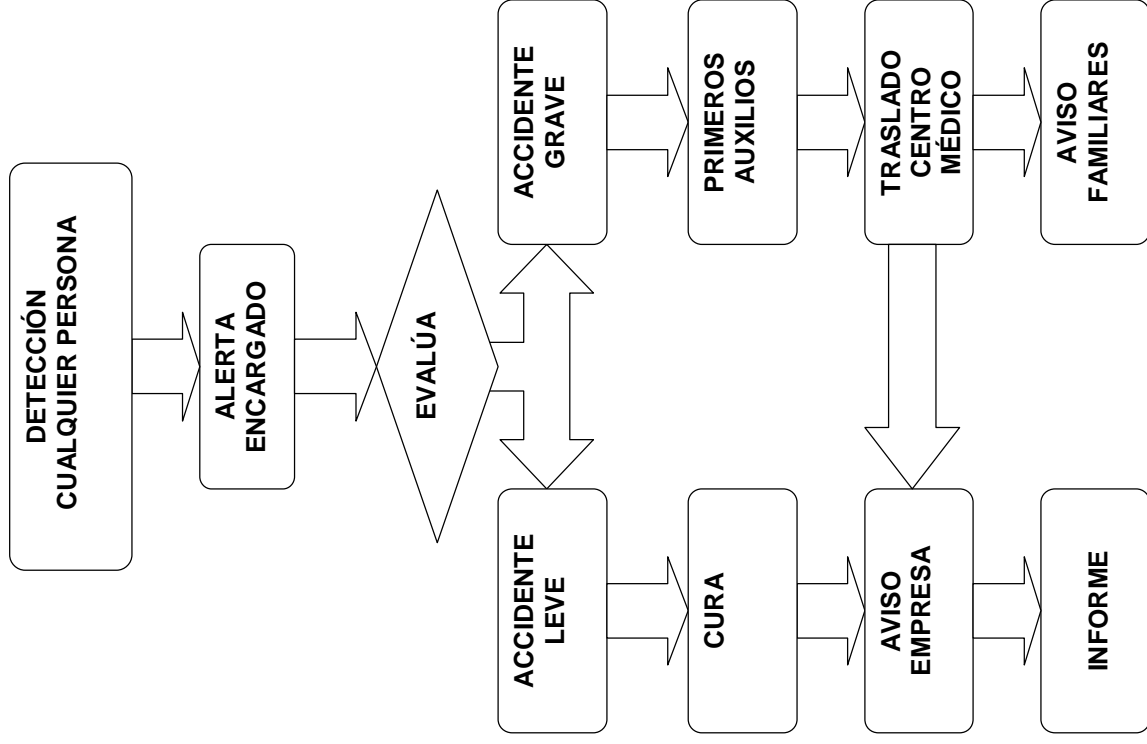 DETECCIÓN
CUALQUIER PERSONA
ALERTA
ENCARGADO
EVALÚA
ACCIDENTE
LEVE
ACCIDENTE
GRAVE
CURA
PRIMEROS
AUXILIOS
AVISO
EMPRESA
TRASLADO
CENTRO
MÉDICO
INFORME
AVISO
FAMILIARES